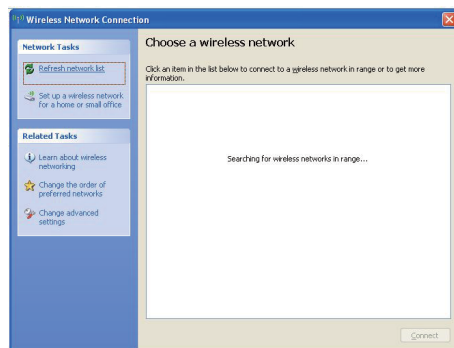 Wireless Network Connection
Network Tasks
Refresh network list
Set up a wireless network
for a home or small office
Related Tasks
Learn about wireless
networking
Change the order of
preferred networks
Change advanced
settings
Choose a wireless network
Click an item in the list below to connect to a wireless network in range or to get more
information.
Searching for wireless networks in range...
Connect